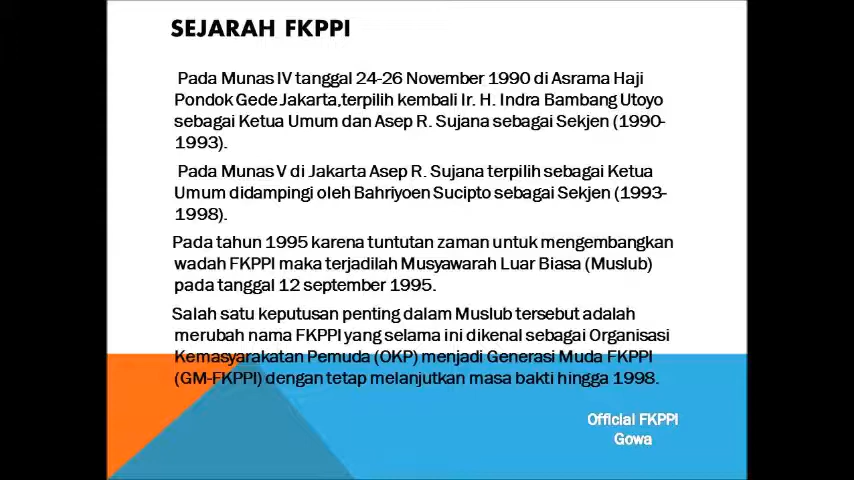 SEJARAH FKPPI
Pada Munas IV tanggal 24-26 November 1990 di Asrama Haji
Pondok Gede Jakarta,terpilih kembali Ir. H. Indra Bambang Utoyo
sebagai Ketua Umum dan Asep R. Sujana sebagai Sekjen (1990-
1993).
Pada Munas V di Jakarta Asep R. Sujana terpilih sebagai Ketua
Umum didampingi oleh Bahriyoen Sucipto sebagai Sekjen (1993-
1998).
Pada tahun 1995 karena tuntutan zaman untuk mengembangkan
wadah FKPPI maka terjadilah Musyawarah Luar Biasa (Muslub)
pada tanggal 12 september 1995.
Salah satu keputusan penting dalam Muslub tersebut adalah
merubah nama FKPPI yang selama ini dikenal sebagai Organisasi
Kemasyarakatan Pemuda (OKP) menjadi Generasi Muda FKPPI
(GM-FKPPI) dengan tetap melanjutkan masa bakti hingga 1998.
Official FKPPI
Gowa